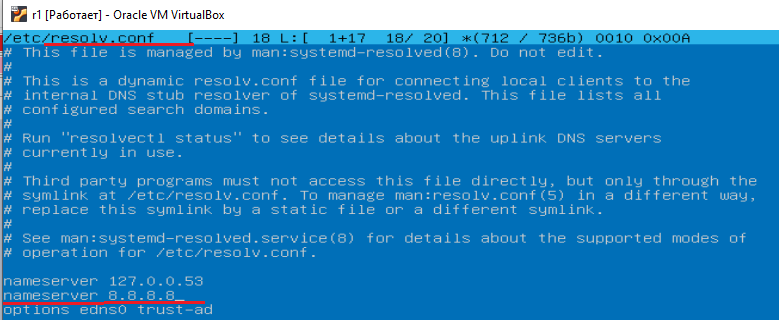 r1 [Работает] - Oracle VM VirtualBox
/etc/resolv.conf [----] 18 L:[ 1+17 18/ 20] *(712 / 736b) 0010 0x00A
# This file is managed by man:systemd-resolved(8). Do not edit.
#
# This is a dynamic resolv.conf file for connecting local clients to the
# internal DNS stub resolver of systemd-resolved. This file lists all
# configured search domains.
#
# Run "resolvectl status" to see details about the uplink DNS servers
# currently in use.
#
# Third party programs must not access this file directly, but only through the
# symlink at /etc/resolv.conf. To manage man:resolv.conf(5) in a different way,
# replace this symlink by a static file or a different symlink.
#
# See man:systemd-resolved.service(8) for details about the supported modes of
# operation for /etc/resolv.conf.
nameserver 127.0.0.53
nameserver 8.8.8.8_
options edns0 trust-ad